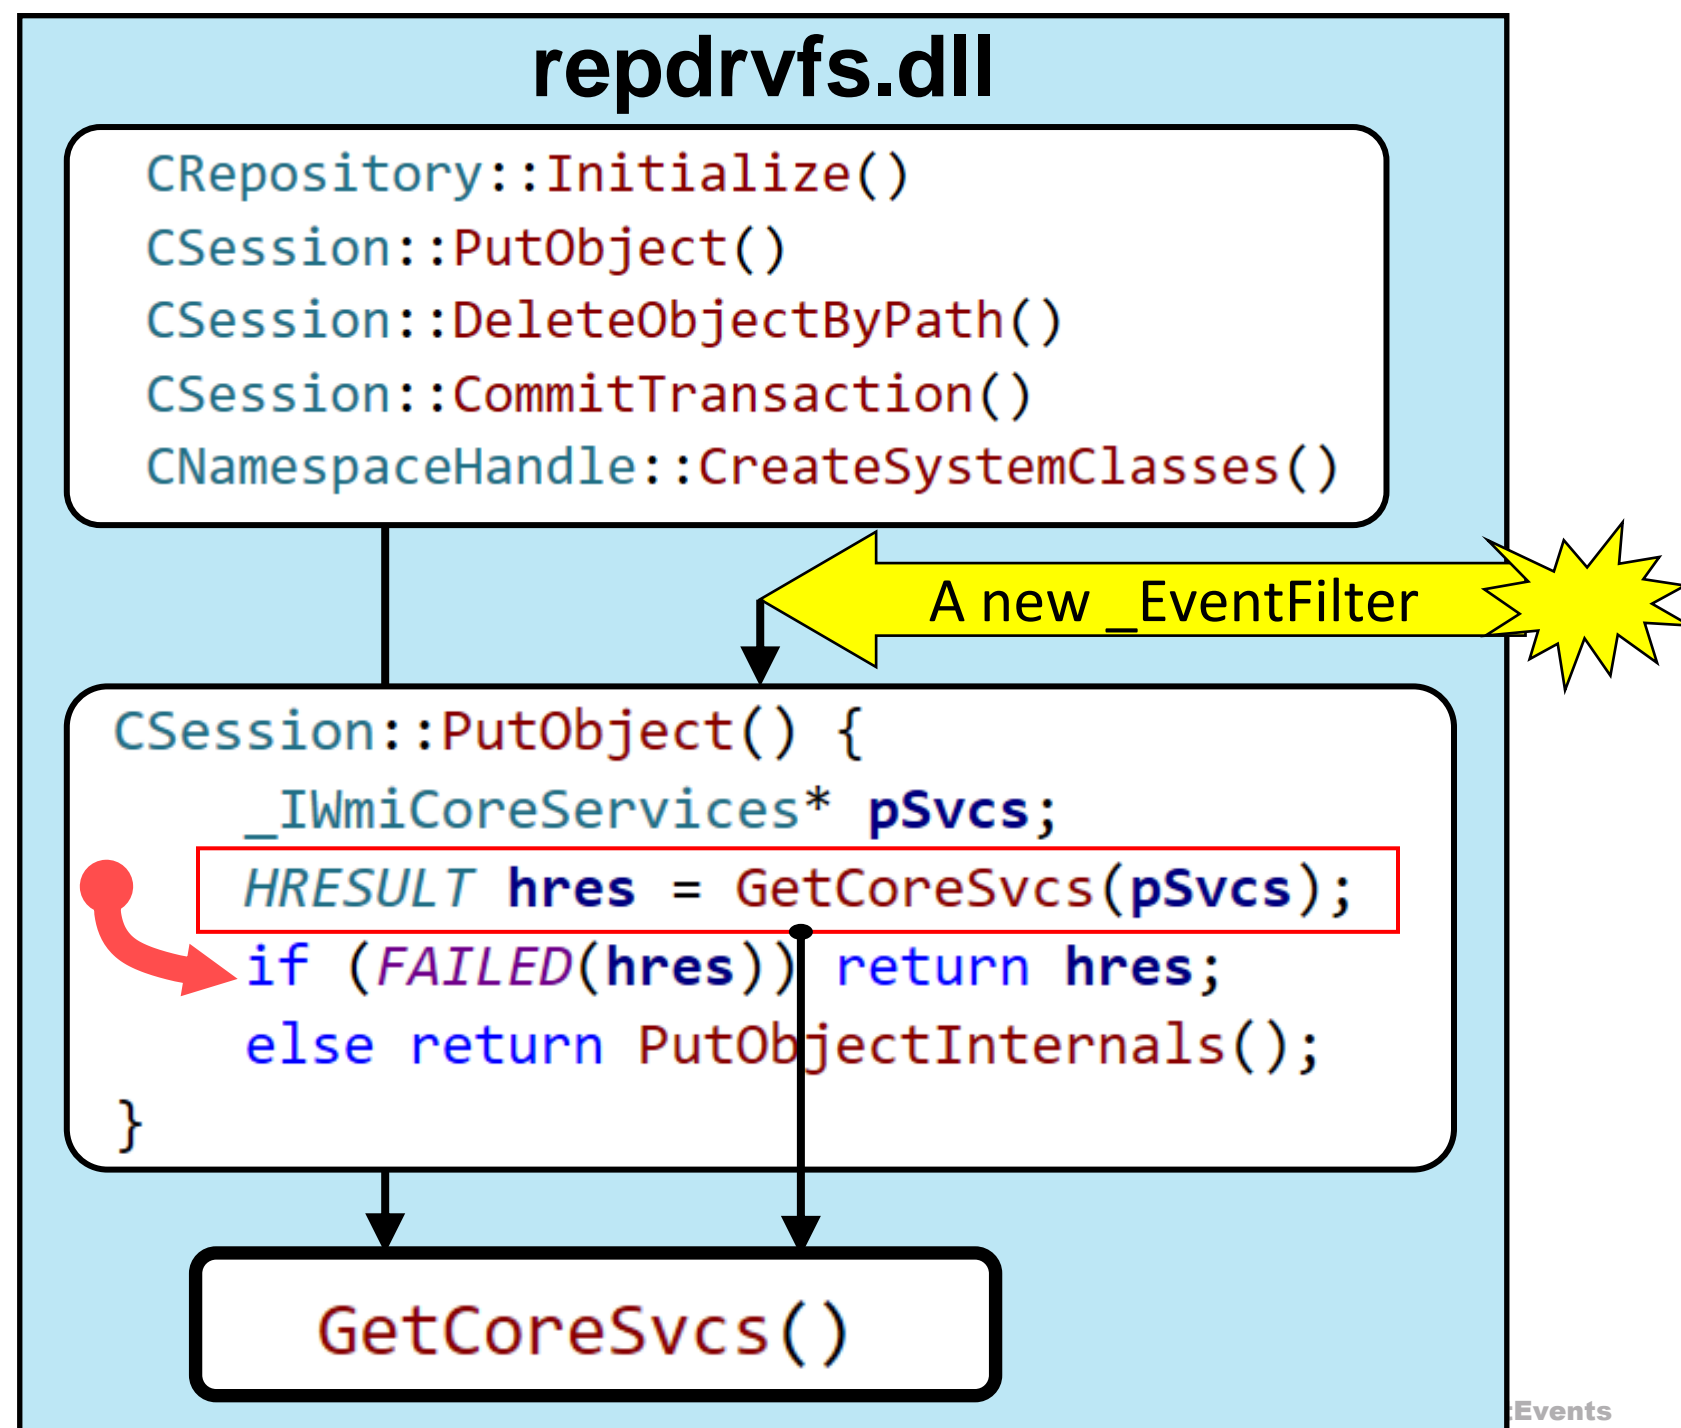 repdrvfs.dll
CRepository::Initialize()
CSession::PutObject()
CSession::DeleteObjectByPath()
CSession::CommitTransaction()
CNamespaceHandle::CreateSystemClasses()
A new _EventFilter
CSession::PutObject() {
_IWmiCoreServices* pSvcs;
HRESULT hres = GetCoreSvcs(pSvcs);
if (FAILED(hres)) return hres;
else return PutObjectInternals();
}
GetCoreSvcs()
Events